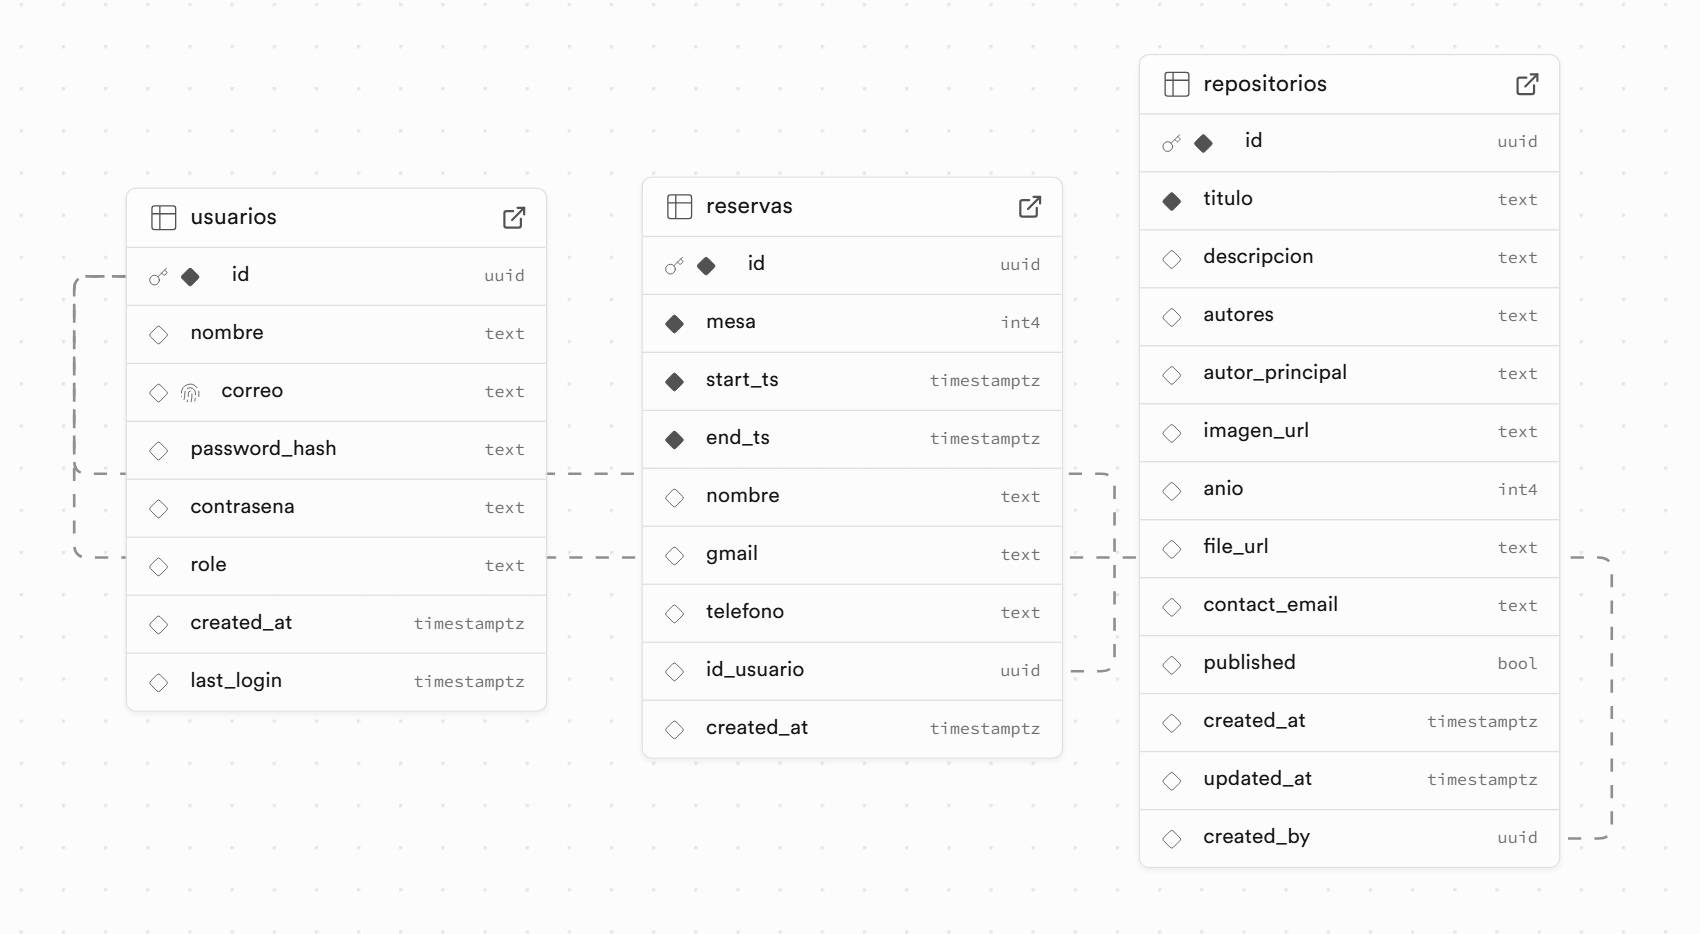 usuarios
id uuid
nombre text
correo text
password_hash text
contrasena text
role text
created_at timestamptz
last_login timestamptz
reservas
id uuid
mesa int4
start_ts timestamptz
end_ts timestamptz
nombre text
gmail text
telefono text
id_usuario uuid
created_at timestamptz
repositorios
id uuid
titulo text
descripcion text
autores text
autor_principal text
imagen_url text
anio int4
file_url text
contact_email text
published bool
created_at timestamptz
updated_at timestamptz
created_by uuid